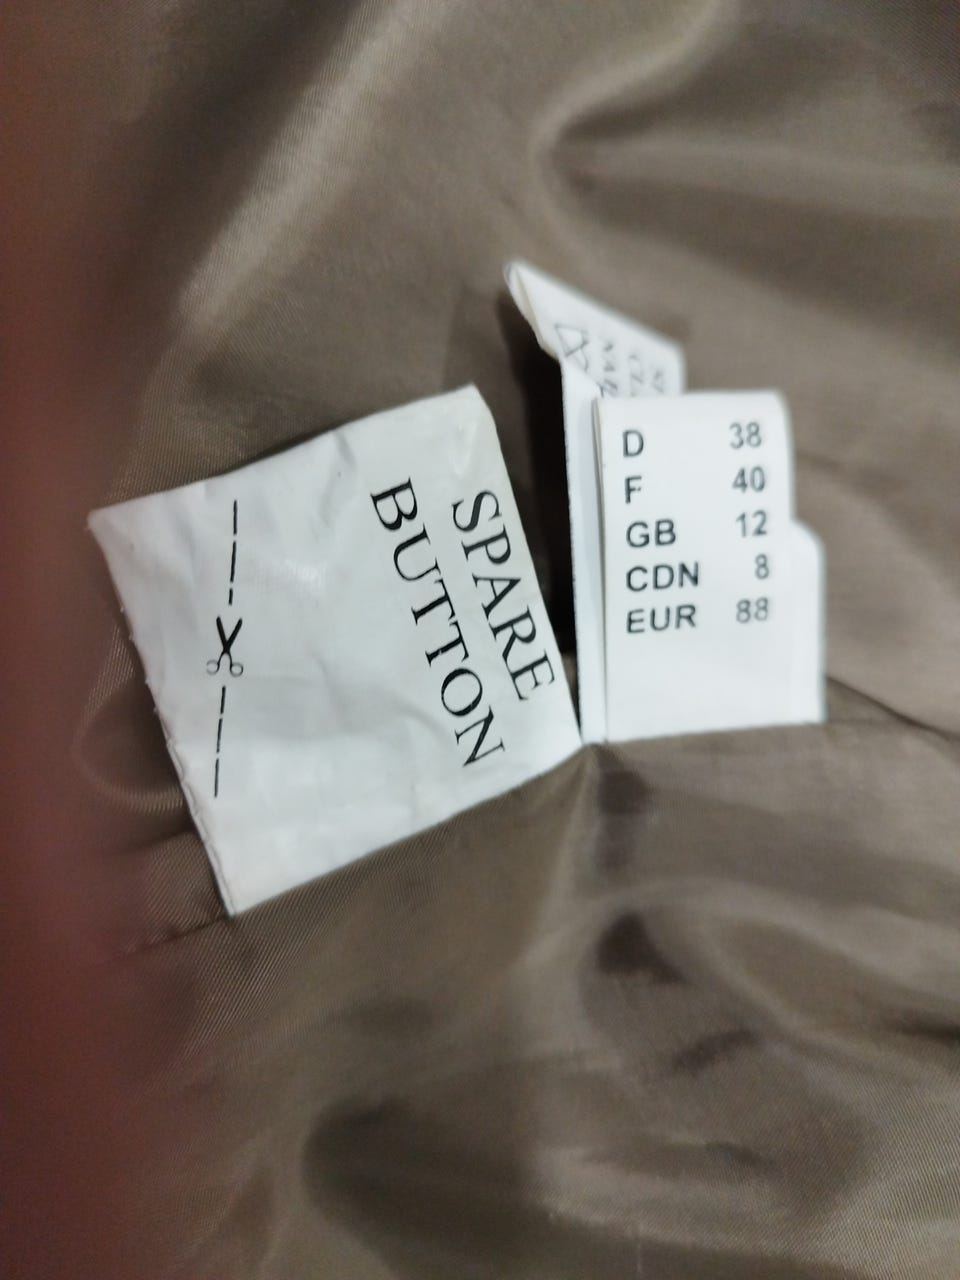 SPARE
BUTTON
D 38
F 40
GB 12
CDN 8
EUR 88